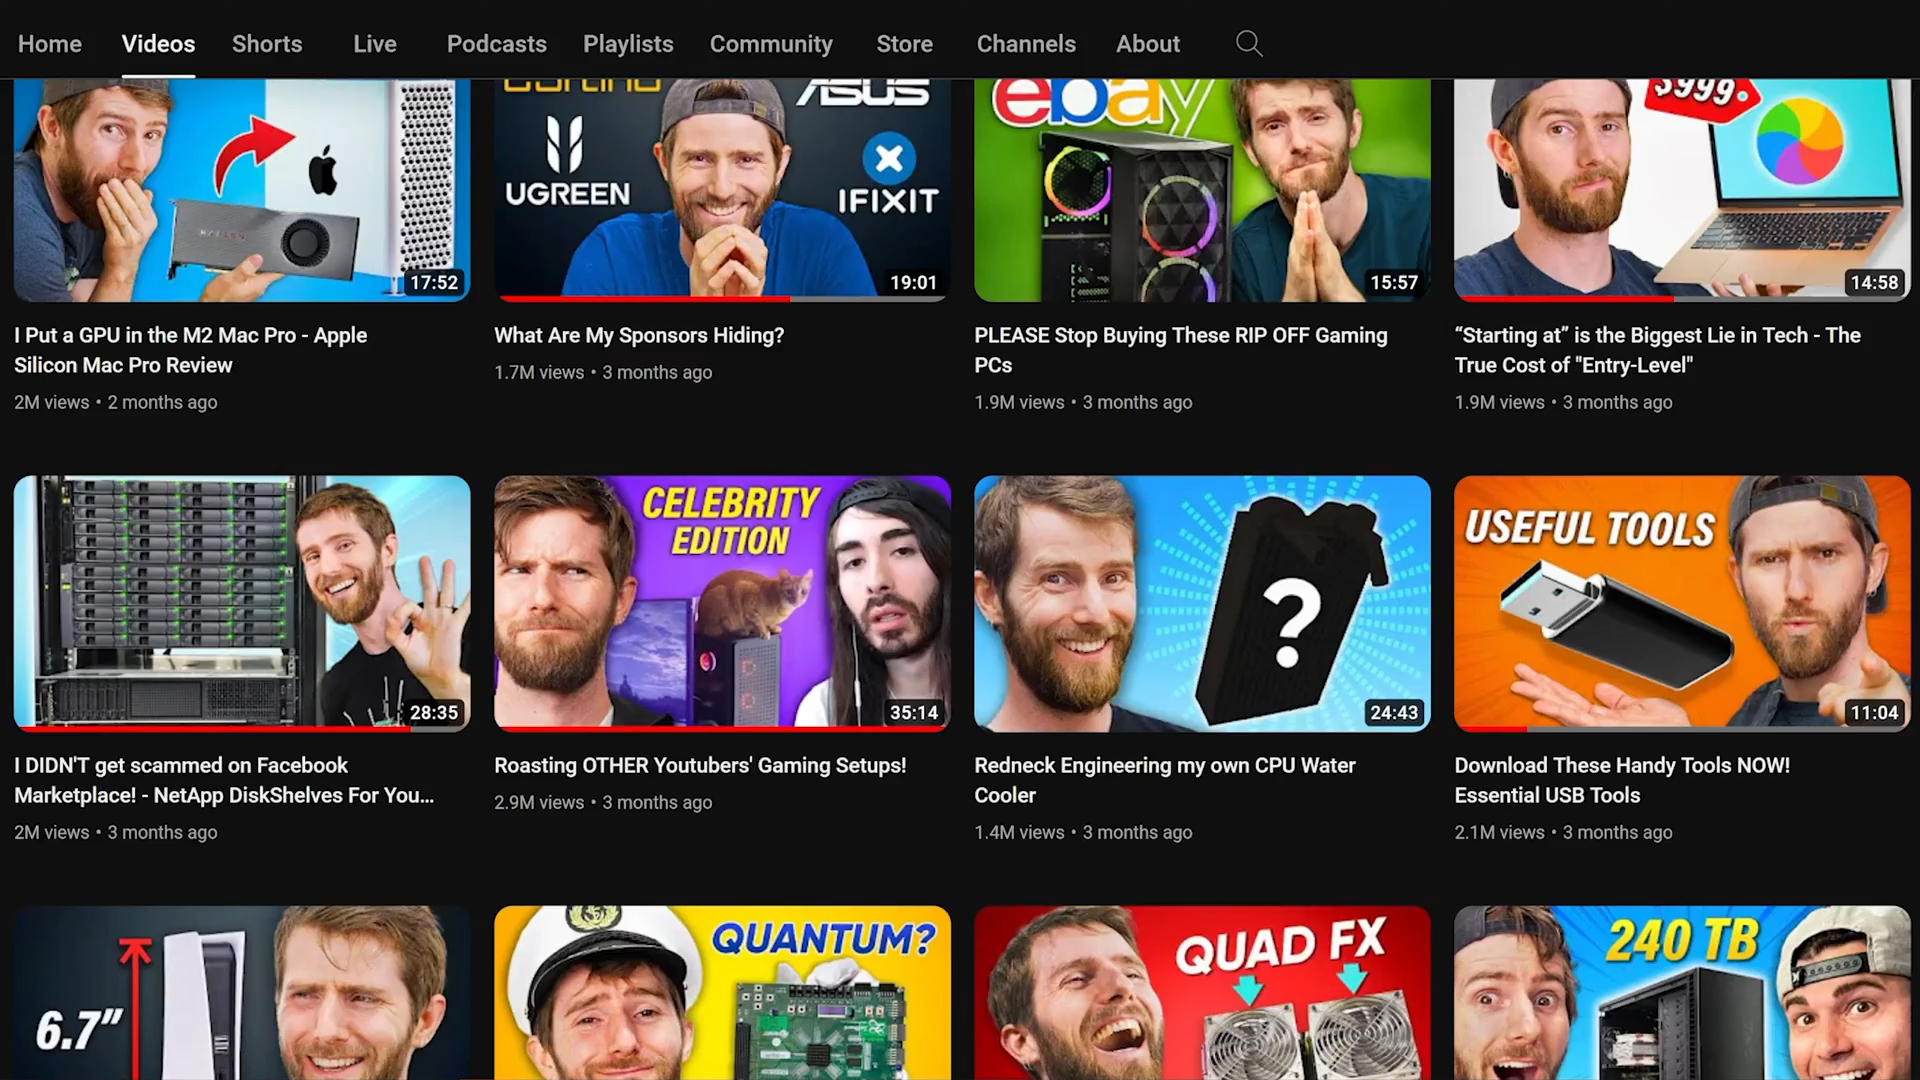 Home Videos Shorts Live Podcasts Playlists Community Store Channels About
ASUS
UGREEN
IFIXIT
ebay
$999
RADEON
17:52
19:01
15:57
14:58
I Put a GPU in the M2 Mac Pro - Apple
Silicon Mac Pro Review
2M views • 2 months ago
What Are My Sponsors Hiding?
1.7M views • 3 months ago
PLEASE Stop Buying These RIP OFF Gaming
PCs
1.9M views • 3 months ago
“Starting at” is the Biggest Lie in Tech - The
True Cost of "Entry-Level"
1.9M views • 3 months ago
CELEBRITY
EDITION
?
USEFUL TOOLS
28:35
35:14
24:43
11:04
I DIDN'T get scammed on Facebook
Marketplace! - NetApp DiskShelves For You...
2M views • 3 months ago
Roasting OTHER Youtubers' Gaming Setups!
2.9M views • 3 months ago
Redneck Engineering my own CPU Water
Cooler
1.4M views • 3 months ago
Download These Handy Tools NOW!
Essential USB Tools
2.1M views • 3 months ago
6.7”
QUANTUM?
QUAD FX
240 TB